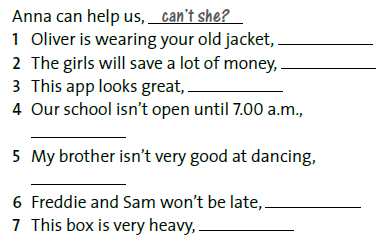 Anna can help us, can't she?
1 Oliver is wearing your old jacket,
2 The girls will save a lot of money,
3 This app looks great,
4 Our school isn't open until 7.00 a.m.,
5 My brother isn't very good at dancing,
6 Freddie and Sam won't be late,
7 This box is very heavy,